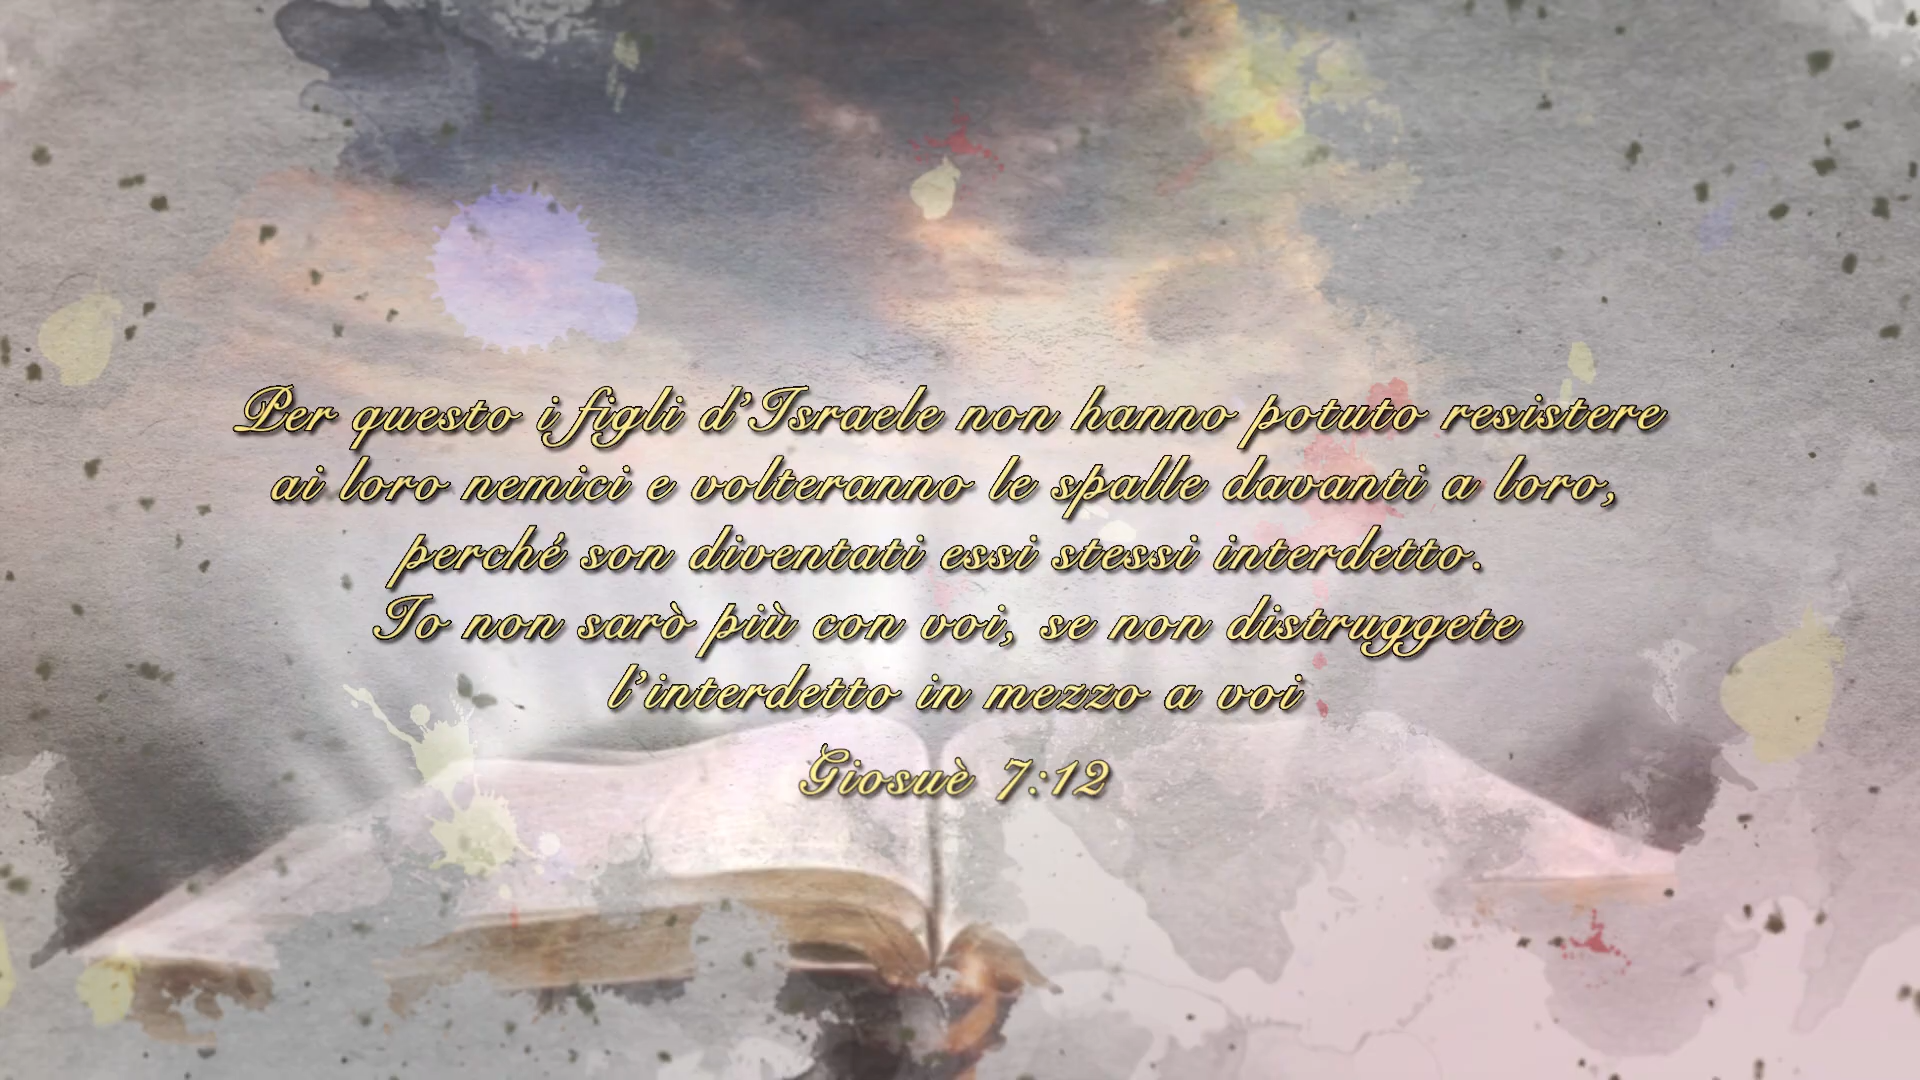 Per questo i figli d’Israele non hanno potuto resistere
ai loro nemici e volteranno le spalle davanti a loro,
perché son diventati essi stessi interdetto.
Io non sarò più con voi, se non distruggete
l’interdetto in mezzo a voi
Giosuè 7:12